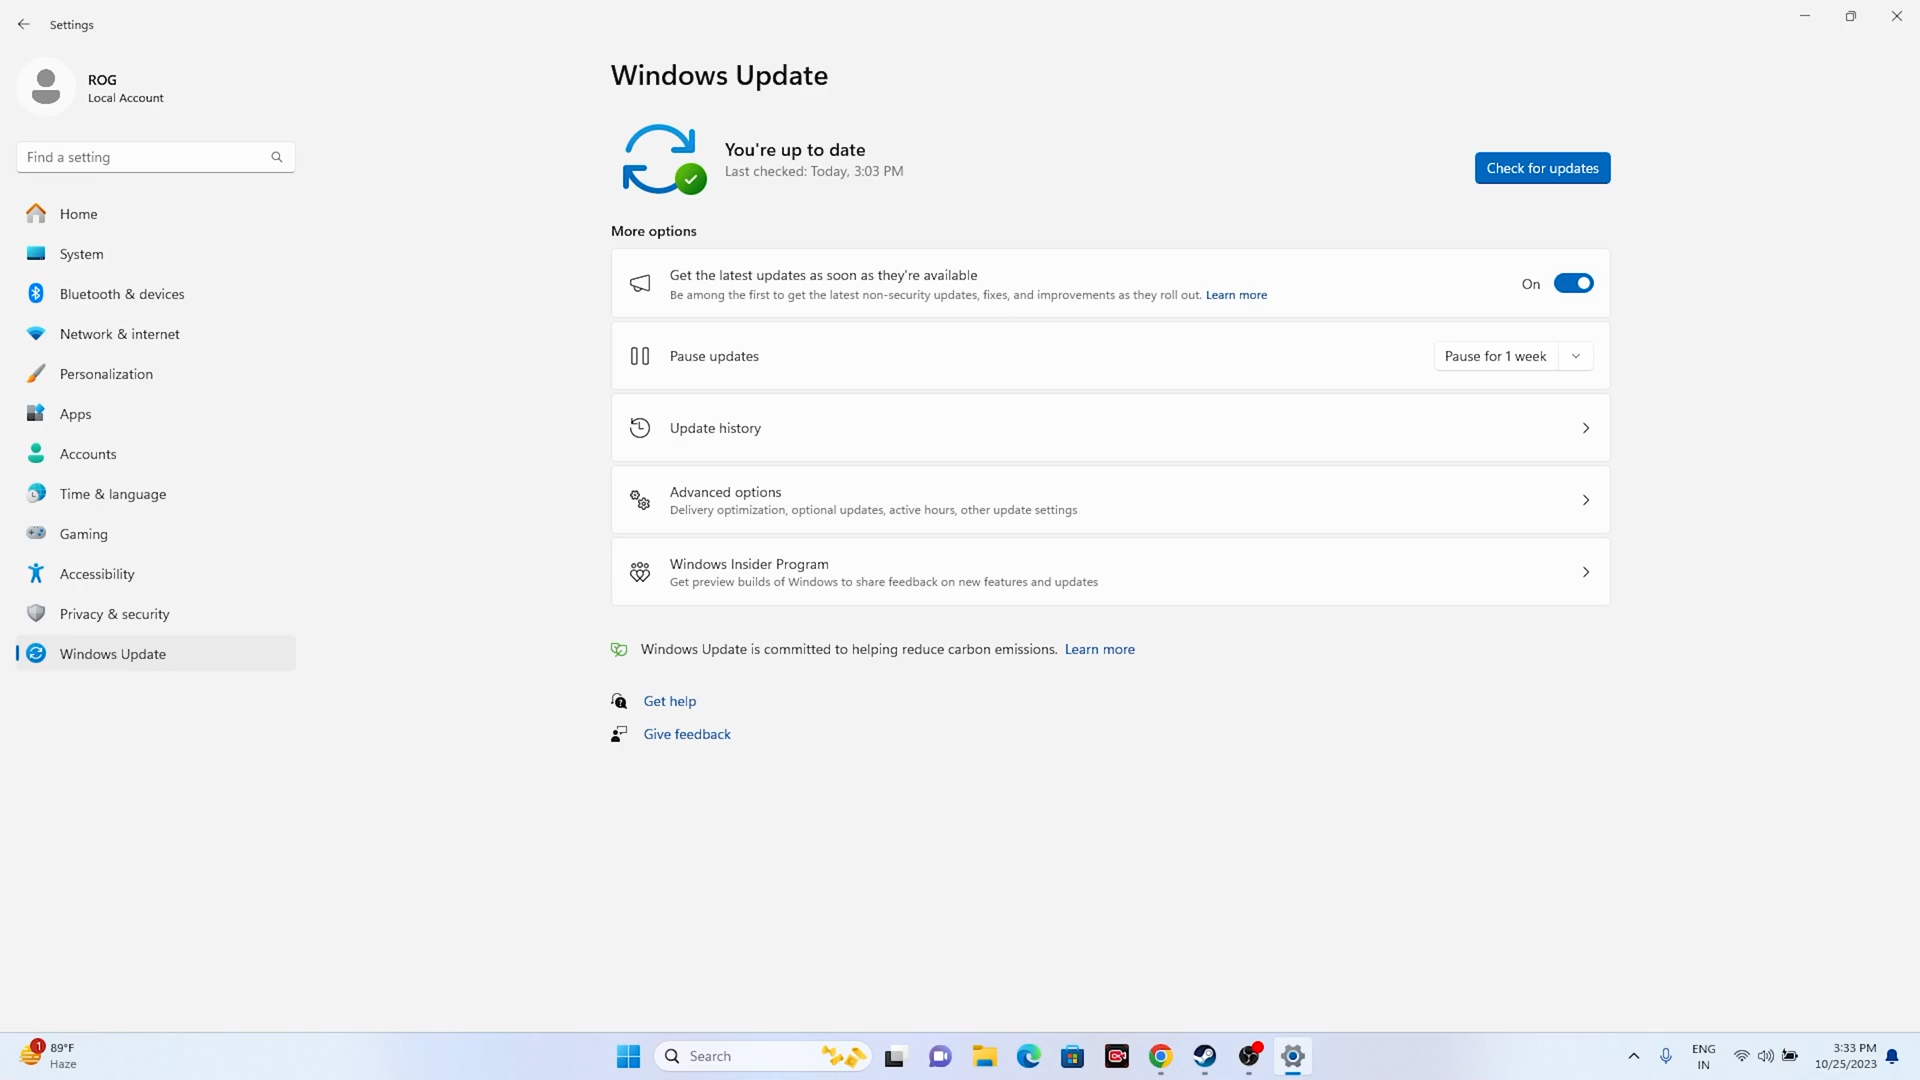 Settings
ROG
Local Account
Find a setting
Home
System
Bluetooth & devices
Network & internet
Personalization
Apps
Accounts
Time & language
Gaming
Accessibility
Privacy & security
Windows Update
Windows Update
You're up to date
Last checked: Today, 3:03 PM
Check for updates
More options
Get the latest updates as soon as they're available
Be among the first to get the latest non-security updates, fixes, and improvements as they roll out. Learn more
On
Pause updates
Pause for 1 week
Update history
Advanced options
Delivery optimization, optional updates, active hours, other update settings
Windows Insider Program
Get preview builds of Windows to share feedback on new features and updates
Windows Update is committed to helping reduce carbon emissions. Learn more
Get help
Give feedback
1
89°F
Haze
Search
ENG
IN
3:33 PM
10/25/2023